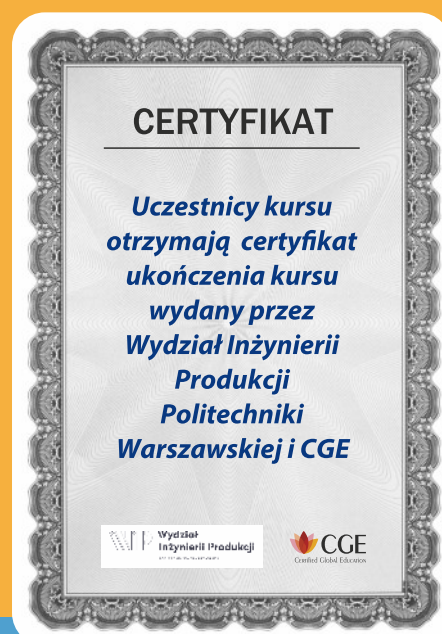 CERTYFIKAT
Uczestnicy kursu
otrzymają certyfikat
ukończenia kursu
wydany przez
Wydział Inżynierii
Produkcji
Politechniki
Warszawskiej i CGE
Wydział
Inżynierii Produkcji
CGE
Certified Global Education